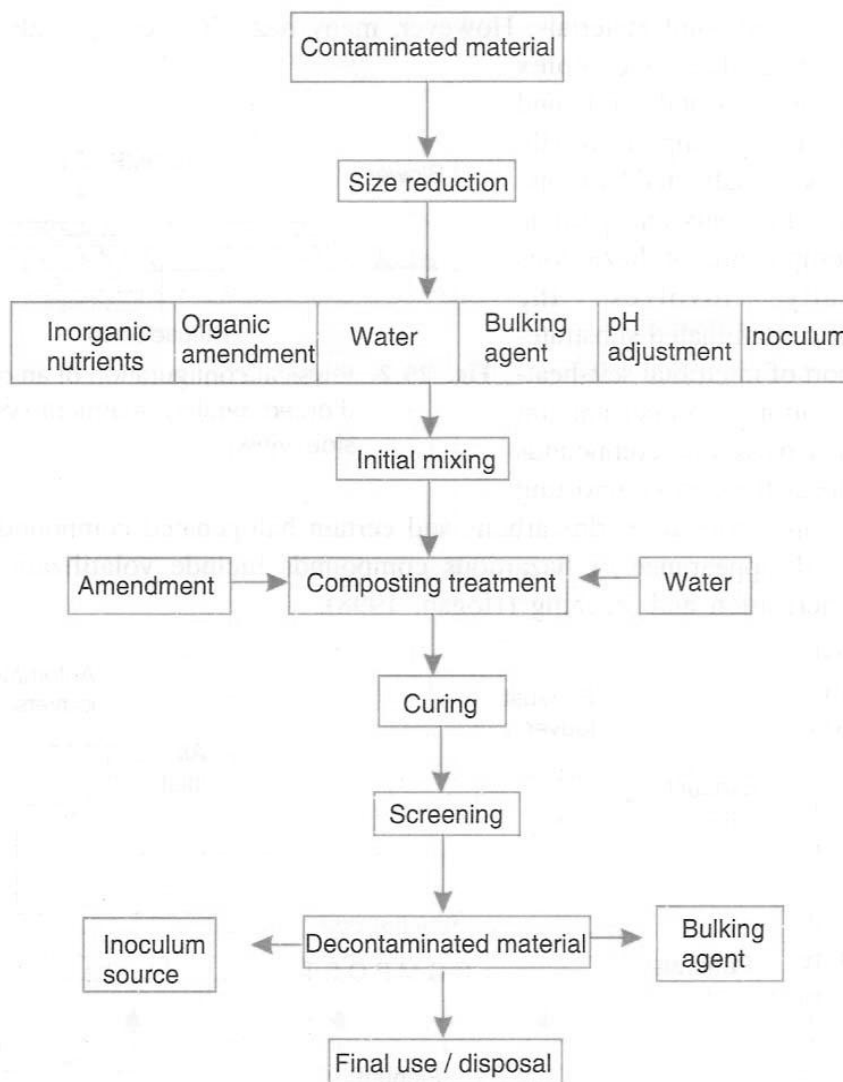 Contaminated material
Size reduction
Inorganic
nutrients
Organic
amendment
Water
Bulking
agent
pH
adjustment
Inoculum
Initial mixing
Amendment
Composting treatment
Water
Curing
Screening
Inoculum
source
Decontaminated material
Bulking
agent
Final use / disposal